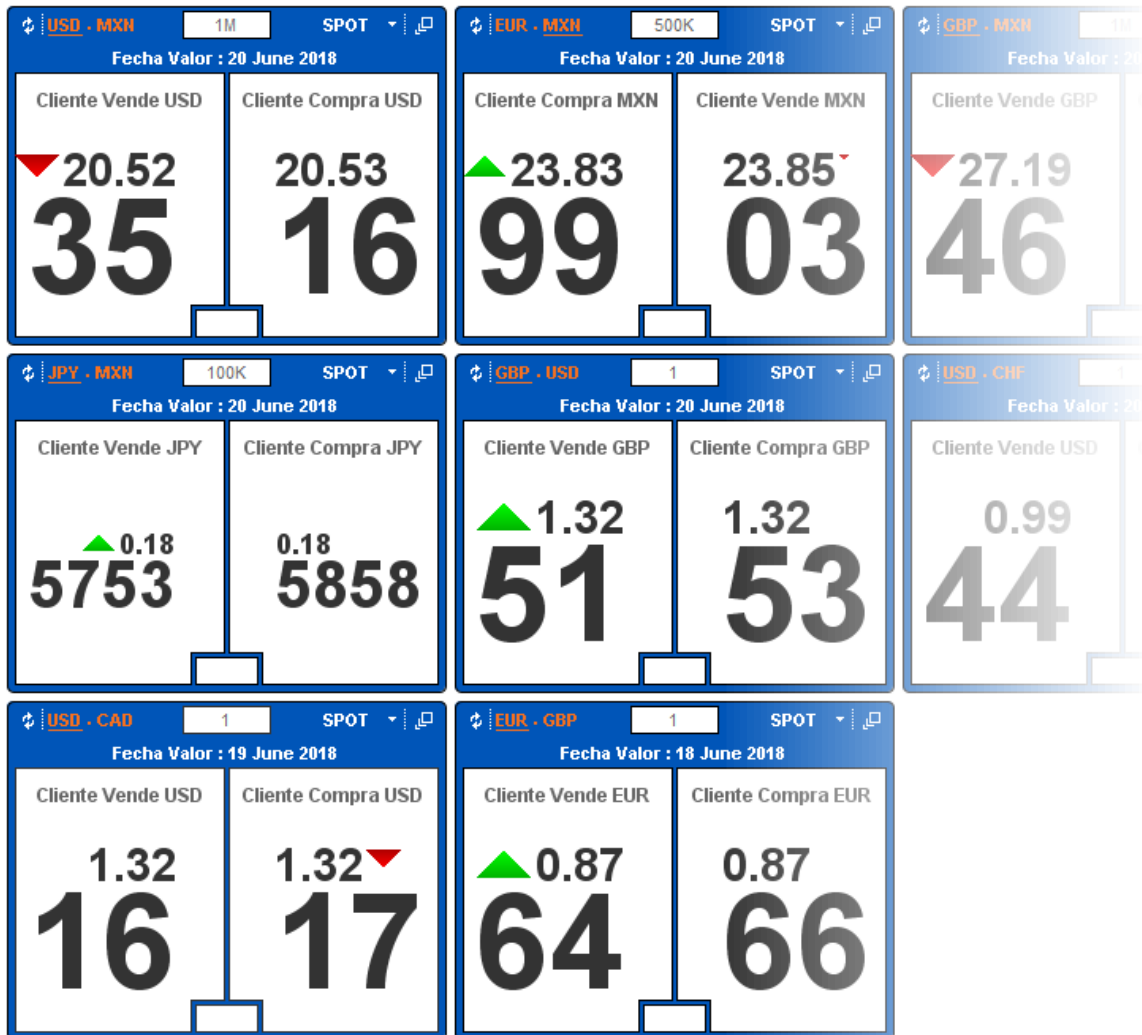 USD . MXN 1M SPOT
Fecha Valor : 20 June 2018
Cliente Vende USD
20.52
35
Cliente Compra USD
20.53
16
EUR . MXN 500K SPOT
Fecha Valor : 20 June 2018
Cliente Compra MXN
23.83
99
Cliente Vende MXN
23.85
03
GBP . MXN 1M
Fecha Valor : 20
Cliente Vende GBP
27.19
46
JPY . MXN 100K SPOT
Fecha Valor : 20 June 2018
Cliente Vende JPY
0.18
5753
Cliente Compra JPY
0.18
5858
GBP . USD 1 SPOT
Fecha Valor : 20 June 2018
Cliente Vende GBP
1.32
51
Cliente Compra GBP
1.32
53
USD . CHF 1
Fecha Valor : 20
Cliente Vende USD
0.99
44
USD . CAD 1 SPOT
Fecha Valor : 19 June 2018
Cliente Vende USD
1.32
16
Cliente Compra USD
1.32
17
EUR . GBP 1 SPOT
Fecha Valor : 18 June 2018
Cliente Vende EUR
0.87
64
Cliente Compra EUR
0.87
66